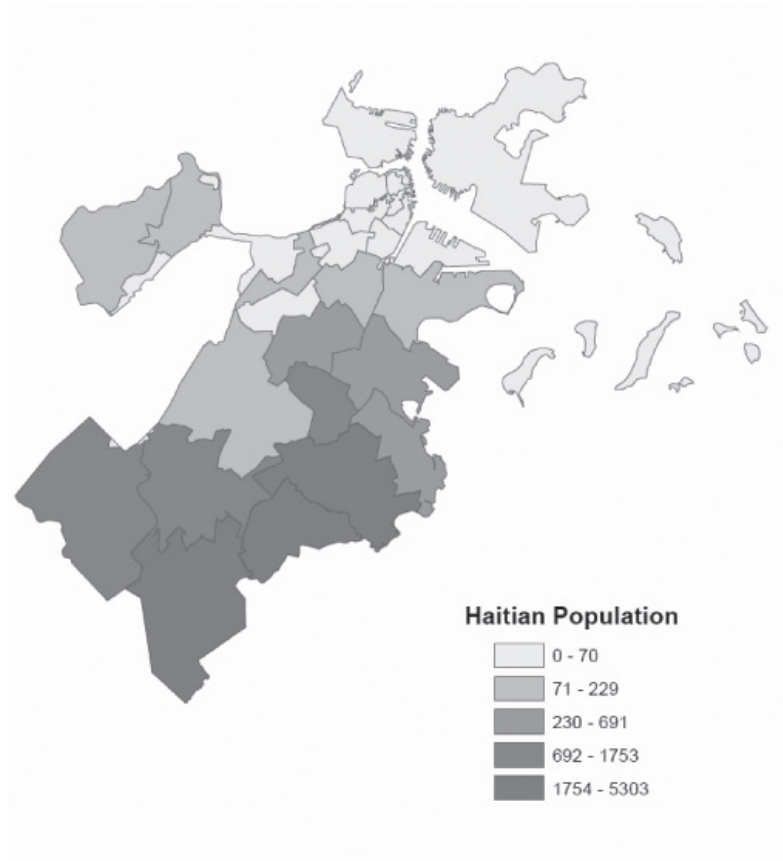 Haitian Population
0 - 70
71 - 229
230 - 691
692 - 1753
1754 - 5303